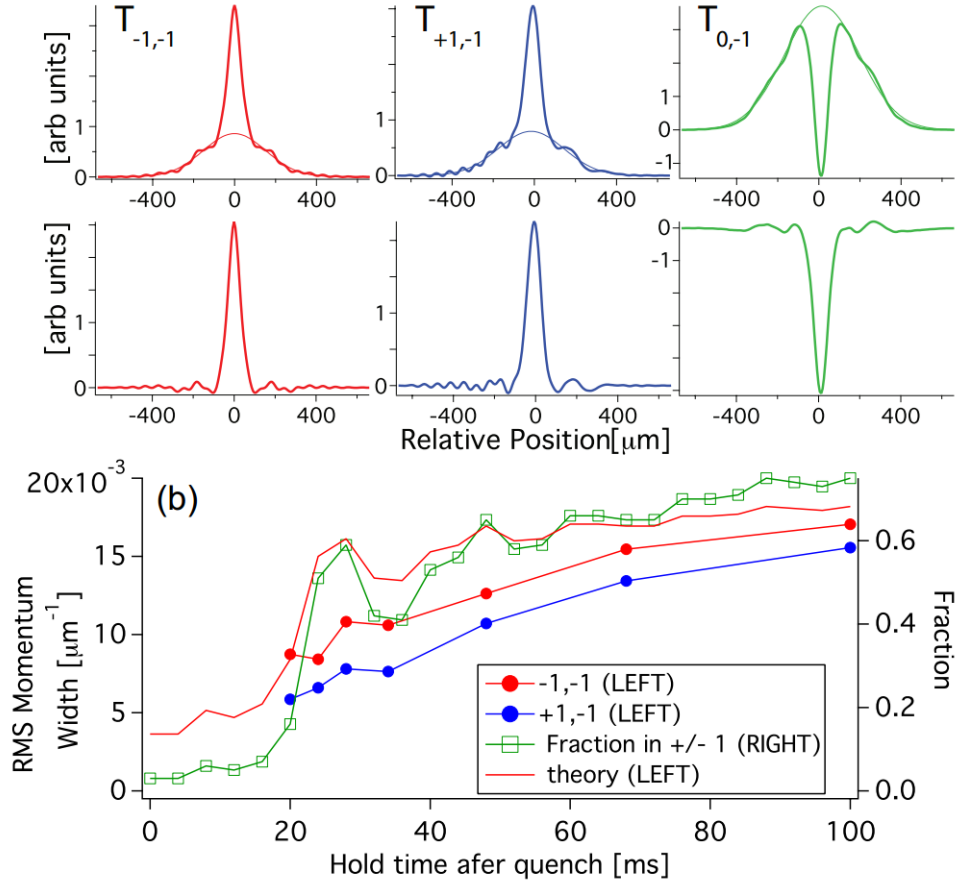 T-1,-1
T+1,-1
T0,-1
[arb units]
1
0
-400
0
400
1
0
-400
0
400
1
0
-1
-400
0
400
[arb units]
1
0
-400
0
400
1
0
-400
0
400
0
-1
-400
0
400
Relative Position[μm]
(b)
20x10-3
15
10
5
0
RMS Momentum
Width [μm-1]
0.6
0.4
0.2
0.0
Fraction
-1,-1 (LEFT)
+1,-1 (LEFT)
Fraction in +/- 1 (RIGHT)
theory (LEFT)
0
20
40
60
80
100
Hold time afer quench [ms]